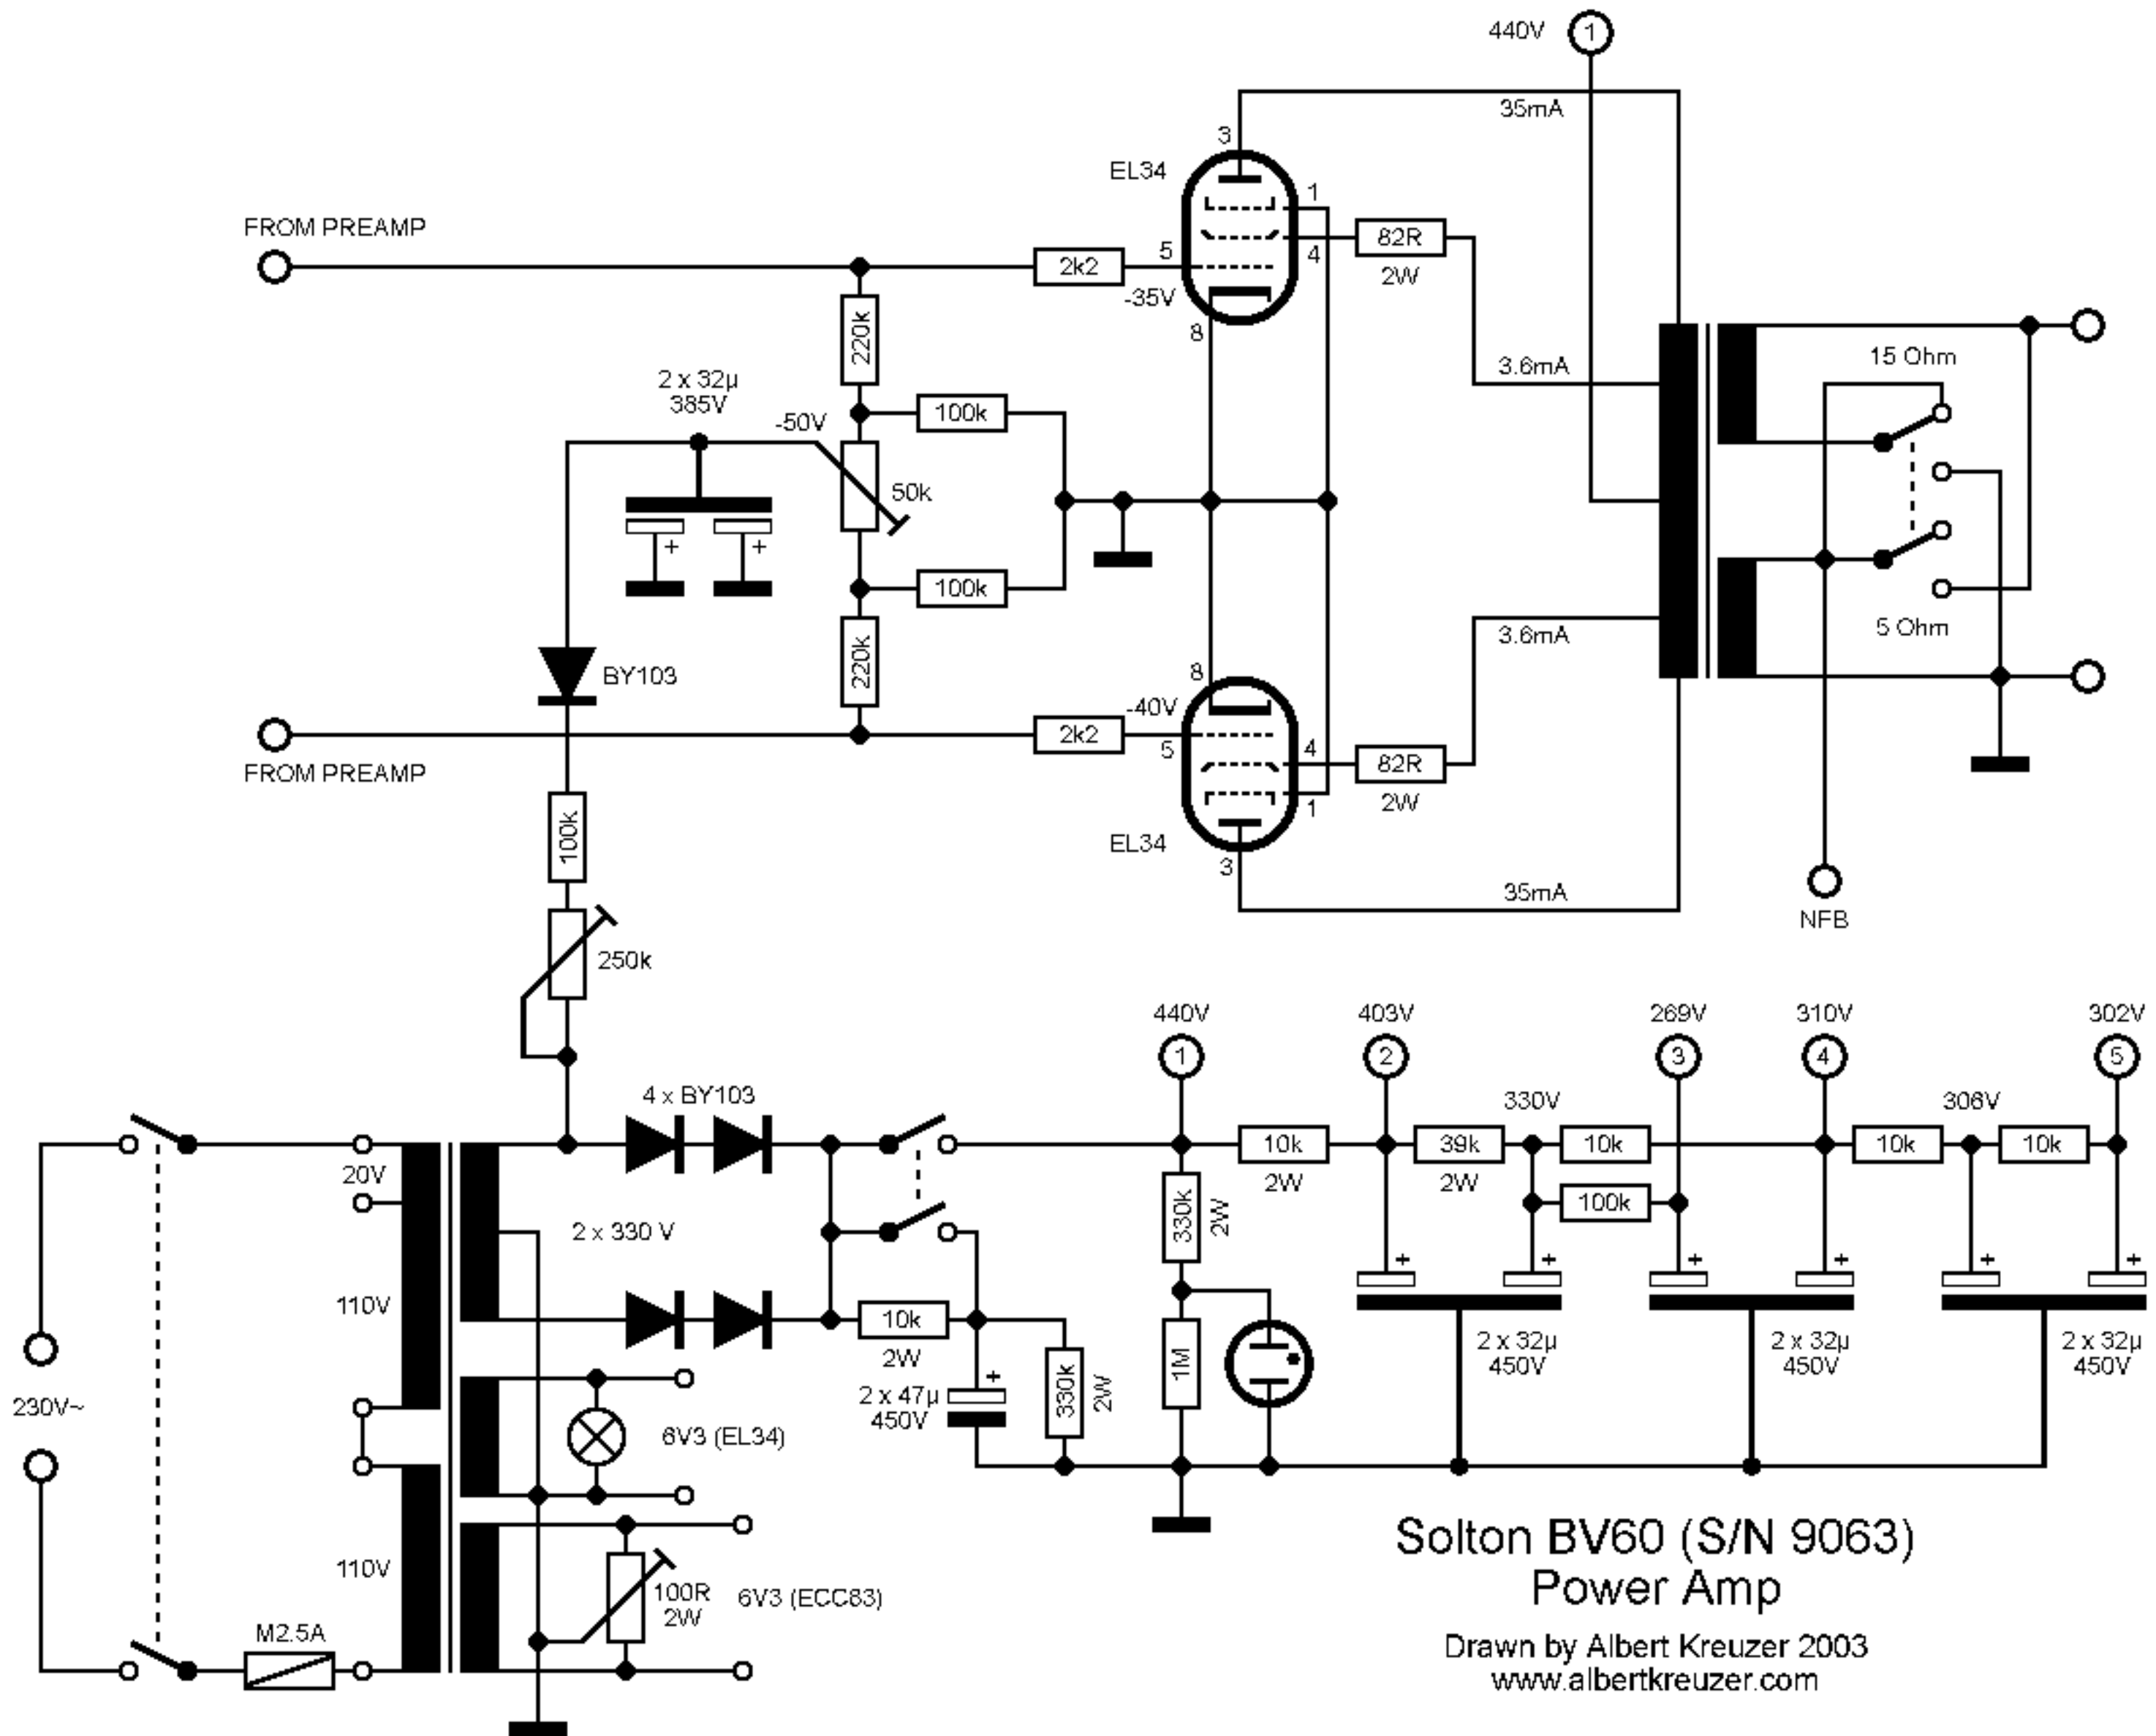 440V
1
35mA
3
EL34
1
FROM PREAMP
82R
5
4
2k2
2W
-35V
8
220k
15 Ohm
3.6mA
2 x 32µ
385V
-50V
100k
50k
100k
5 Ohm
3.6mA
220k
8
BY103
-40V
2k2
5
4
82R
FROM PREAMP
2W
1
100k
EL34
3
35mA
NFB
250k
440V
403V
269V
310V
302V
1
2
3
4
5
4 x BY103
330V
306V
10k
39k
10k
10k
10k
20V
2W
2W
100k
330k
2W
2 x 330 V
+
+
+
+
+
+
110V
10k
2W
1M
2 x 32µ
450V
2 x 32µ
450V
2 x 32µ
450V
+
2 x 47µ
450V
330k
2W
230V~
6V3 (EL34)
110V
100R
2W
6V3 (ECC83)
M2.5A
+
+
Solton BV60 (S/N 9063)
Power Amp
Drawn by Albert Kreuzer 2003
www.albertkreuzer.com